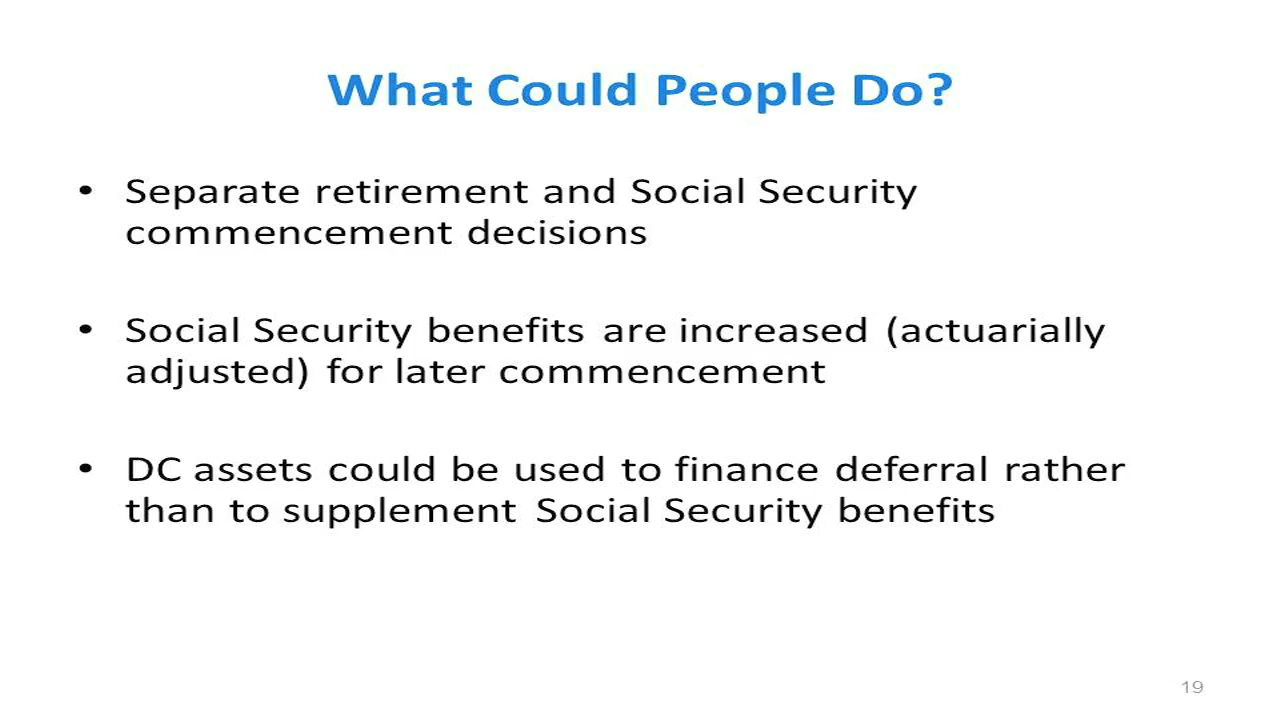 What Could People Do?
• Separate retirement and Social Security
commencement decisions
• Social Security benefits are increased (actuarially
adjusted) for later commencement
• DC assets could be used to finance deferral rather
than to supplement Social Security benefits
19